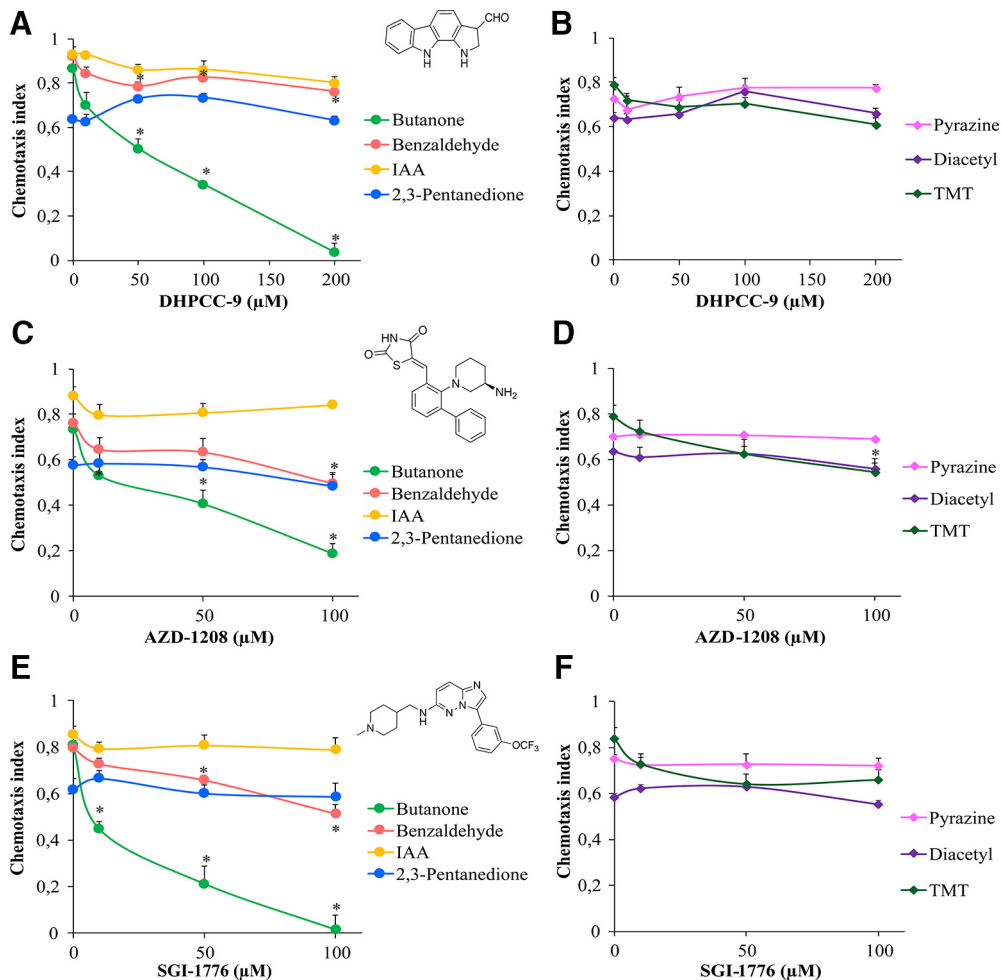 A
Chemotaxis index
1
0,8
0,6
0,4
0,2
0
0 50 100 150 200
DHPCC-9 (µM)
CHO
N
H
N
H
Butanone
Benzaldehyde
IAA
2,3-Pentanedione
* * * * * *
B
Chemotaxis index
1
0,8
0,6
0,4
0,2
0
0 50 100 150 200
DHPCC-9 (µM)
Pyrazine
Diacetyl
TMT
C
Chemotaxis index
1
0,8
0,6
0,4
0,2
0
0 50 100
AZD-1208 (µM)
O
HN
O
S
N
NH2
Butanone
Benzaldehyde
IAA
2,3-Pentanedione
* * * *
D
Chemotaxis index
1
0,8
0,6
0,4
0,2
0
0 50 100
AZD-1208 (µM)
*
Pyrazine
Diacetyl
TMT
E
Chemotaxis index
1
0,8
0,6
0,4
0,2
0
0 50 100
SGI-1776 (µM)
N
N
N
N
H
N
OCF3
Butanone
Benzaldehyde
IAA
2,3-Pentanedione
* * * * *
F
Chemotaxis index
1
0,8
0,6
0,4
0,2
0
0 50 100
SGI-1776 (µM)
Pyrazine
Diacetyl
TMT